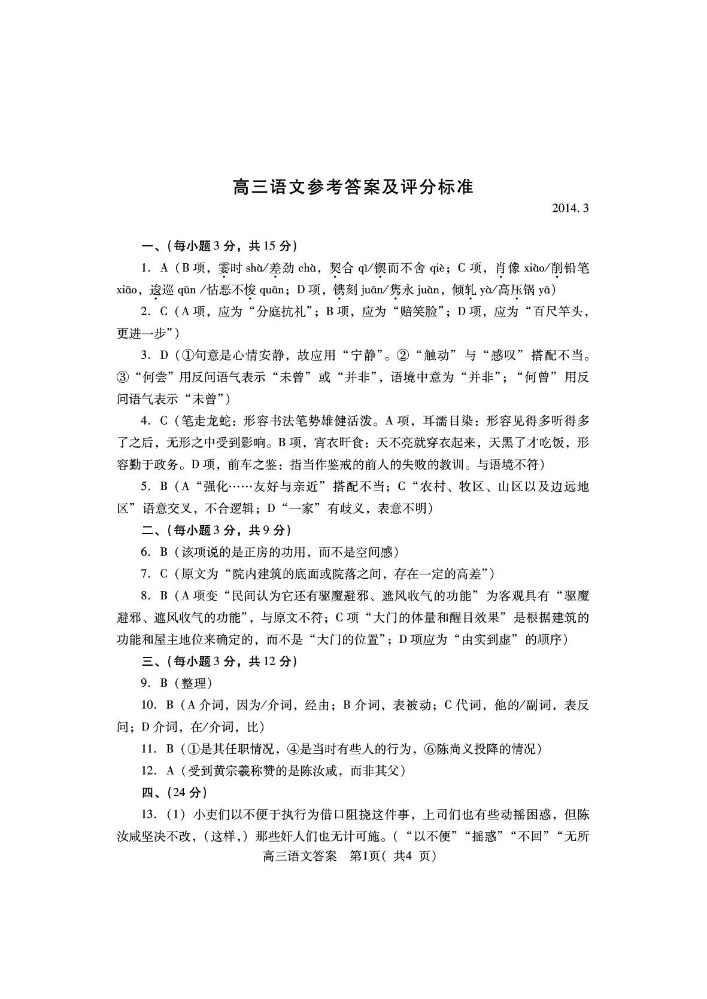 高三语文参考答案及评分标准
2014.3
一、(每小题3分，共15分)
1. A（B项，霎时 shà/差劲 chà，契合 qì/锲而不舍 qiè；C项，肖像 xiào/削铅笔
xiāo，逡巡 qūn /怙恶不悛 quān；D项，镌刻 juān/隽永 juàn，倾轧 yà/高压锅 yā）
2. C（A项，应为“分庭抗礼”；B项，应为“赔笑脸”；D项，应为“百尺竿头，
更进一步”）
3. D（①句意是心情安静，故应用“宁静”。②“触动”与“感叹”搭配不当。
③“何尝”用反问语气表示“未曾”或“并非”，语境中意为“并非”；“何曾”用反
问语气表示“未曾”）
4. C（笔走龙蛇：形容书法笔势雄健活泼。A项，耳濡目染：形容见得多听得多
了之后，无形之中受到影响。B项，宵衣旰食：天不亮就穿衣起来，天黑了才吃饭，形
容勤于政务。D项，前车之鉴：指当作鉴戒的前人的失败的教训。与语境不符）
5. B（A“强化……友好与亲近”搭配不当；C“农村、牧区、山区以及边远地
区”语意交叉，不合逻辑；D“一家”有歧义，表意不明）
二、(每小题3分，共9分)
6. B（该项说的是正房的功用，而不是空间感）
7. C（原文为“院内建筑的底面或院落之间，存在一定的高差”）
8. B（A项变“民间认为它还有驱魔避邪、遮风收气的功能”为客观具有“驱魔
避邪、遮风收气的功能”，与原文不符；C项“大门的体量和醒目效果”是根据建筑的
功能和屋主地位来确定的，而不是“大门的位置”；D项应为“由实到虚”的顺序）
三、(每小题3分，共12分)
9. B（整理）
10. B（A介词，因为/介词，经由；B介词，表被动；C代词，他的/副词，表反
问；D介词，在/介词，比）
11. B（①是其任职情况，④是当时有些人的行为，⑥陈尚义投降的情况）
12. A（受到黄宗羲称赞的是陈汝咸，而非其父）
四、(24分)
13.（1）小吏们以不便于执行为借口阻挠这件事，上司们也有些动摇困惑，但陈
汝咸坚决不改，（这样，）那些奸人们也无计可施。（“以不便”“摇惑”“不回”“无所
高三语文答案 第1页( 共4 页)